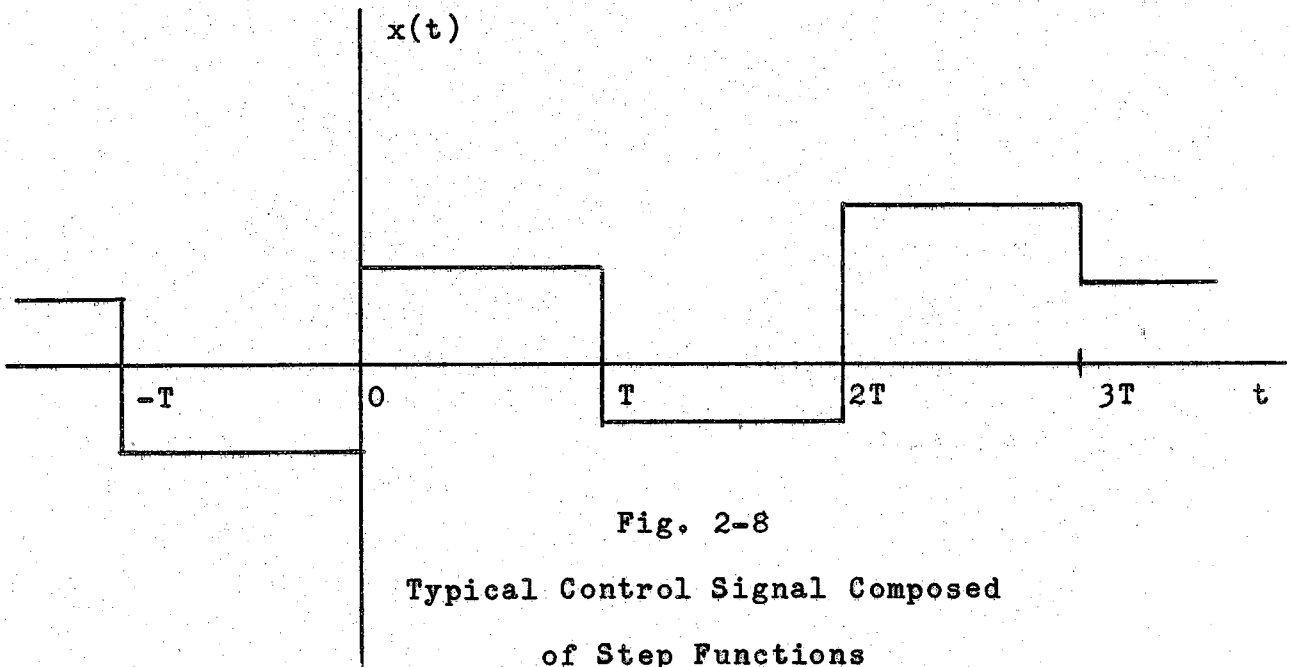 x(t)
-T 0 T 2T 3T t
Fig. 2-8
Typical Control Signal Composed
of Step Functions